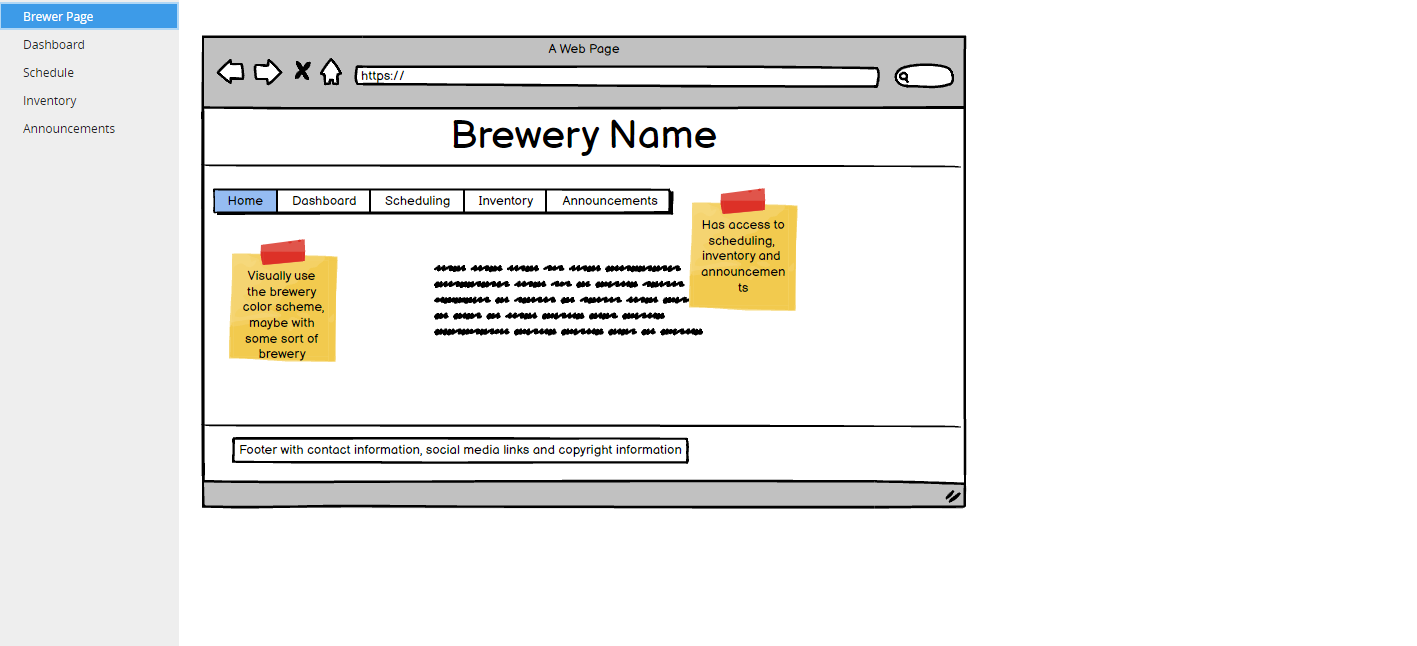 Brewer Page
Dashboard
Schedule
Inventory
Announcements
A Web Page
https://
Brewery Name
Home Dashboard Scheduling Inventory Announcements
Has access to
scheduling,
inventory and
announcemen
ts
Visually use
the brewery
color scheme,
maybe with
some sort of
brewery
Footer with contact information, social media links and copyright information